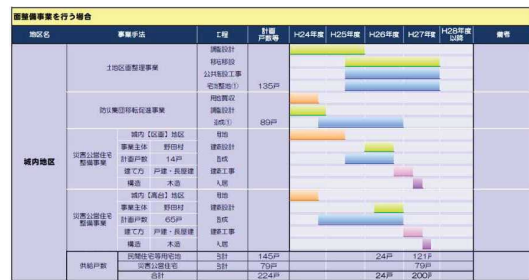 面整備事業を行う場合
地区名 事業手法 工程 計画戸数等 H24年度 H25年度 H26年度 H27年度 H28年度以降 備考
城内地区
土地区画整理事業
調査設計
移転移設
公共施設工事
宅地整地① 135戸
防災集団移転促進事業
用地買収
調査設計
造成① 89戸
災害公営住宅整備事業
城内【区画】地区 用地
事業主体 野田村 建築設計
計画戸数 14戸 造成
建て方 戸建・長屋建 建築工事
構造 木造 入居
災害公営住宅整備事業
城内【高台】地区 用地
事業主体 野田村 建築設計
計画戸数 65戸 造成
建て方 戸建・長屋建 建築工事
構造 木造 入居
供給戸数
民間住宅等用宅地 合計 145戸 24戸 121戸
災害公営住宅 合計 79戸 79戸
合計 224戸 24戸 200戸